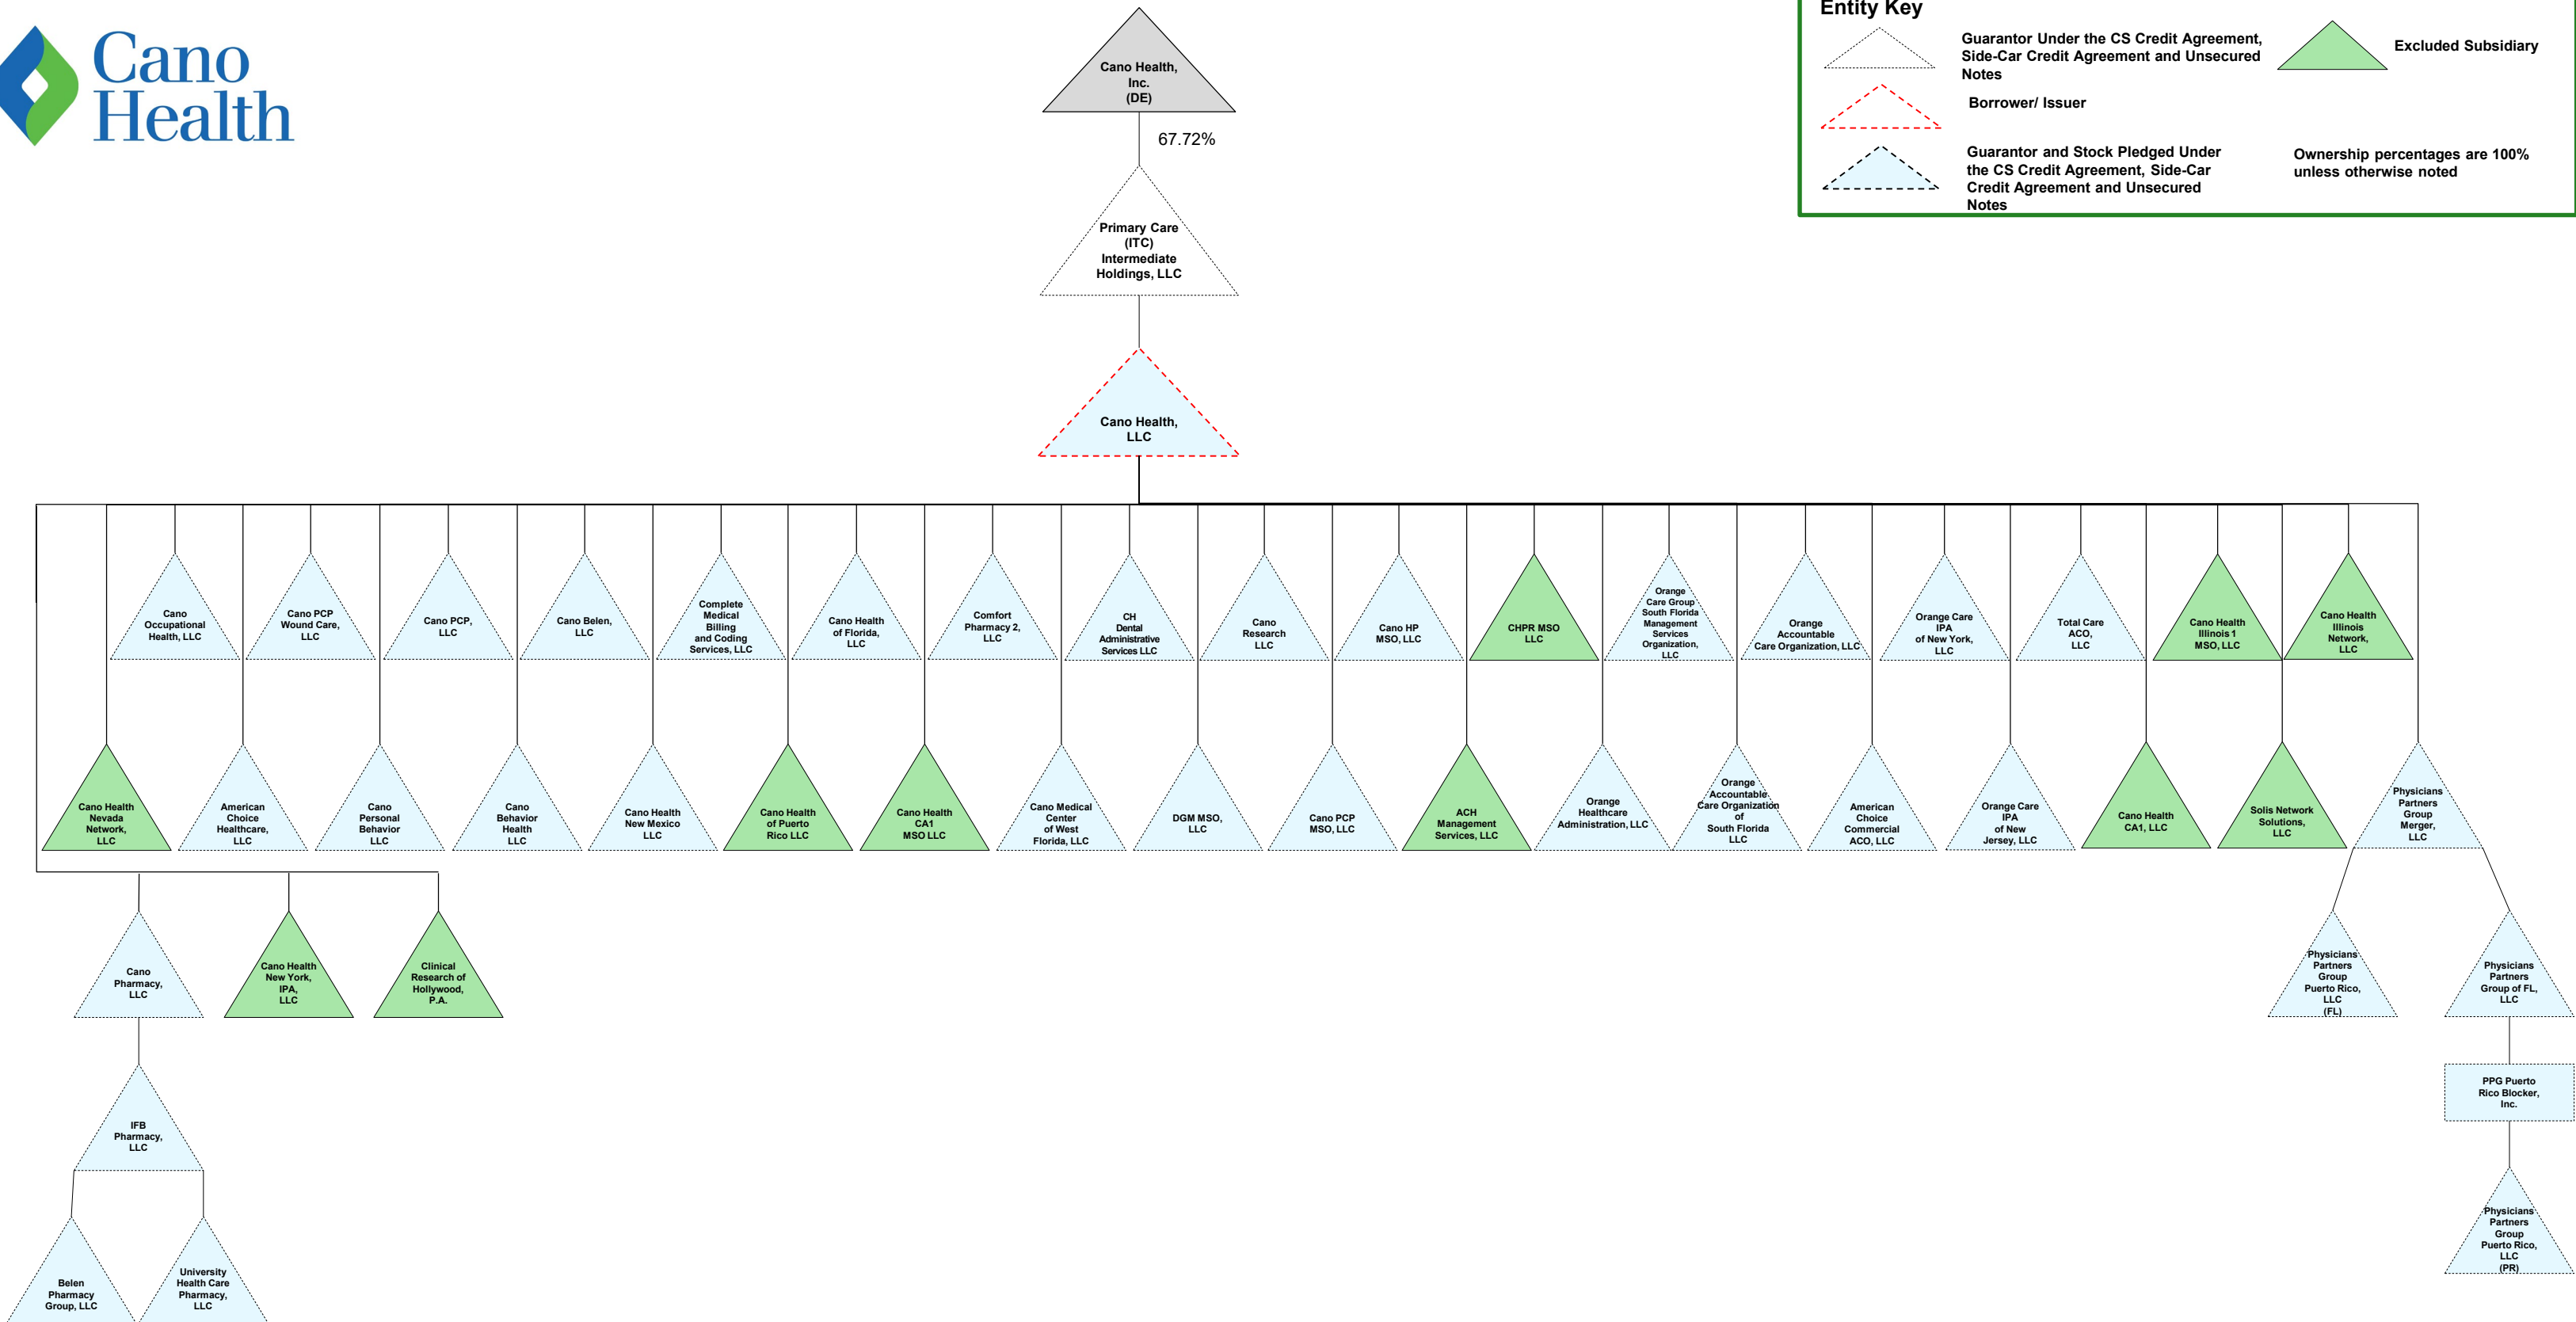 Cano
Health
Entity Key
Guarantor Under the CS Credit Agreement,
Side-Car Credit Agreement and Unsecured
Notes
Excluded Subsidiary
Borrower/ Issuer
Guarantor and Stock Pledged Under
the CS Credit Agreement, Side-Car
Credit Agreement and Unsecured
Notes
Ownership percentages are 100%
unless otherwise noted
Cano Health,
Inc.
(DE)
67.72%
Primary Care
(ITC)
Intermediate
Holdings, LLC
Cano Health,
LLC
Cano
Occupational
Health, LLC
Cano PCP
Wound Care,
LLC
Cano PCP,
LLC
Cano Belen,
LLC
Complete
Medical
Billing
and Coding
Services, LLC
Cano Health
of Florida,
LLC
Comfort
Pharmacy 2,
LLC
CH
Dental
Administrative
Services LLC
Cano
Research
LLC
Cano HP
MSO, LLC
CHPR MSO
LLC
Orange
Care Group
South Florida
Management
Services
Organization,
LLC
Orange
Accountable
Care Organization, LLC
Orange Care
IPA
of New York,
LLC
Total Care
ACO,
LLC
Cano Health
Illinois 1
MSO, LLC
Cano Health
Illinois
Network,
LLC
Cano Health
Nevada
Network,
LLC
American
Choice
Healthcare,
LLC
Cano
Personal
Behavior
LLC
Cano
Behavior
Health
LLC
Cano Health
New Mexico
LLC
Cano Health
of Puerto
Rico LLC
Cano Health
CA1
MSO LLC
Cano Medical
Center
of West
Florida, LLC
DGM MSO,
LLC
Cano PCP
MSO, LLC
ACH
Management
Services, LLC
Orange
Healthcare
Administration, LLC
Orange
Accountable
Care Organization
of
South Florida
LLC
American
Choice
Commercial
ACO, LLC
Orange Care
IPA
of New
Jersey, LLC
Cano Health
CA1, LLC
Solis Network
Solutions,
LLC
Physicians
Partners
Group
Merger,
LLC
Cano
Pharmacy,
LLC
Cano Health
New York,
IPA,
LLC
Clinical
Research of
Hollywood,
P.A.
Physicians
Partners
Group
Puerto Rico,
LLC
(FL)
Physicians
Partners
Group of FL,
LLC
IFB
Pharmacy,
LLC
PPG Puerto
Rico Blocker,
Inc.
Belen
Pharmacy
Group, LLC
University
Health Care
Pharmacy,
LLC
Physicians
Partners
Group
Puerto Rico,
LLC
(PR)